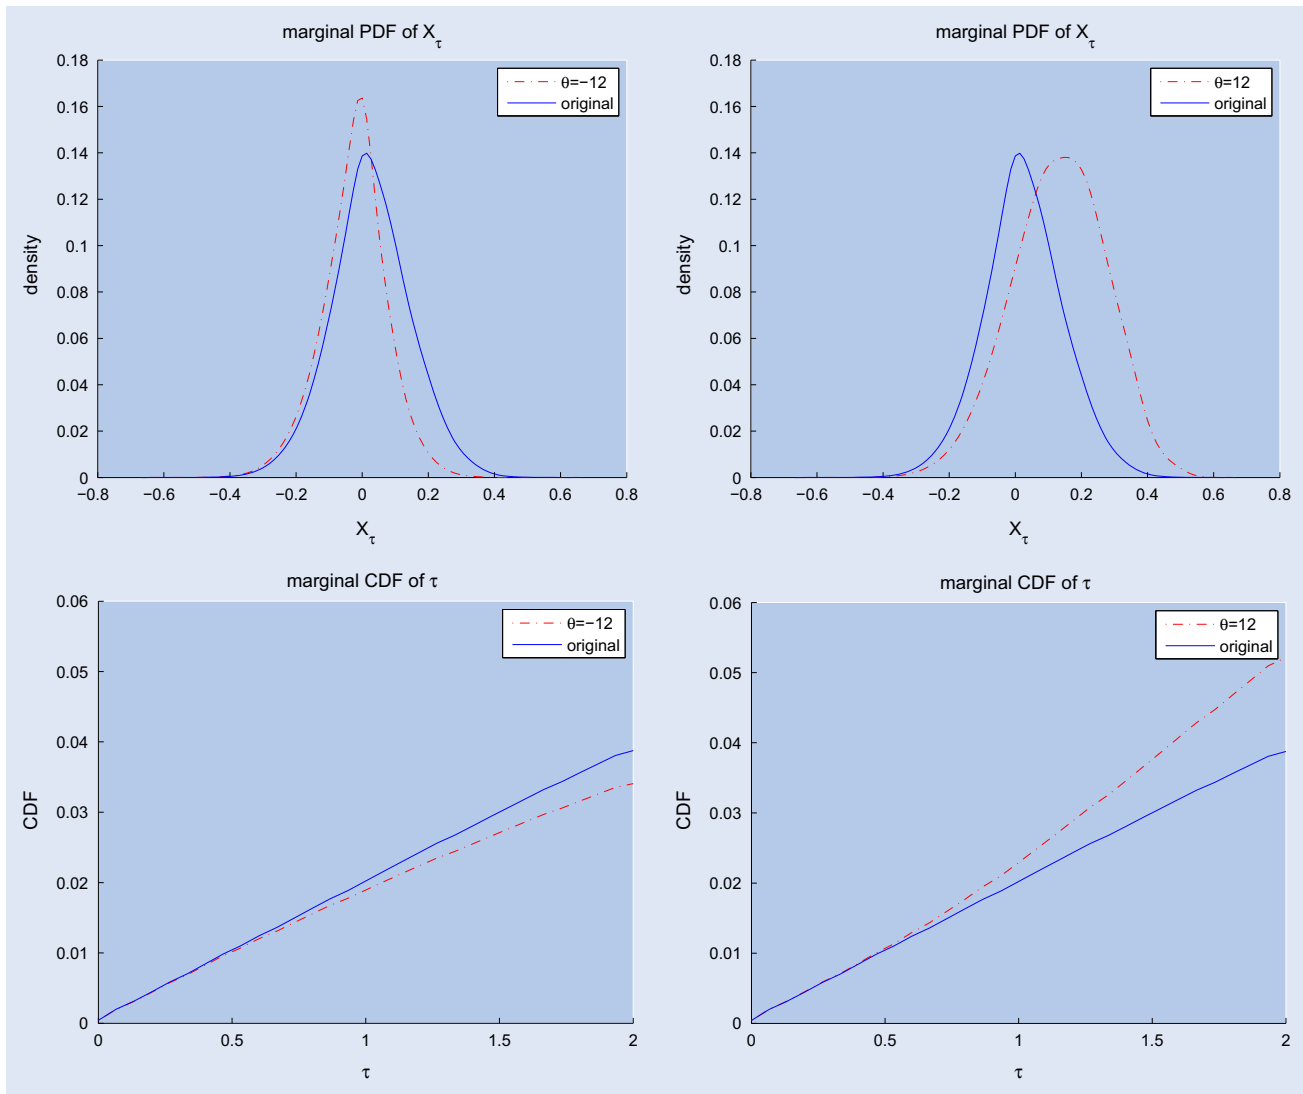 marginal PDF of Xτ
0.18
0.16
0.14
0.12
0.1
0.08
0.06
0.04
0.02
0
density
θ=−12
original
−0.8 −0.6 −0.4 −0.2 0 0.2 0.4 0.6 0.8
Xτ
marginal PDF of Xτ
0.18
0.16
0.14
0.12
0.1
0.08
0.06
0.04
0.02
0
density
θ=12
original
−0.8 −0.6 −0.4 −0.2 0 0.2 0.4 0.6 0.8
Xτ
marginal CDF of τ
0.06
0.05
0.04
0.03
0.02
0.01
0
CDF
θ=−12
original
0 0.5 1 1.5 2
τ
marginal CDF of τ
0.06
0.05
0.04
0.03
0.02
0.01
0
CDF
θ=12
original
0 0.5 1 1.5 2
τ